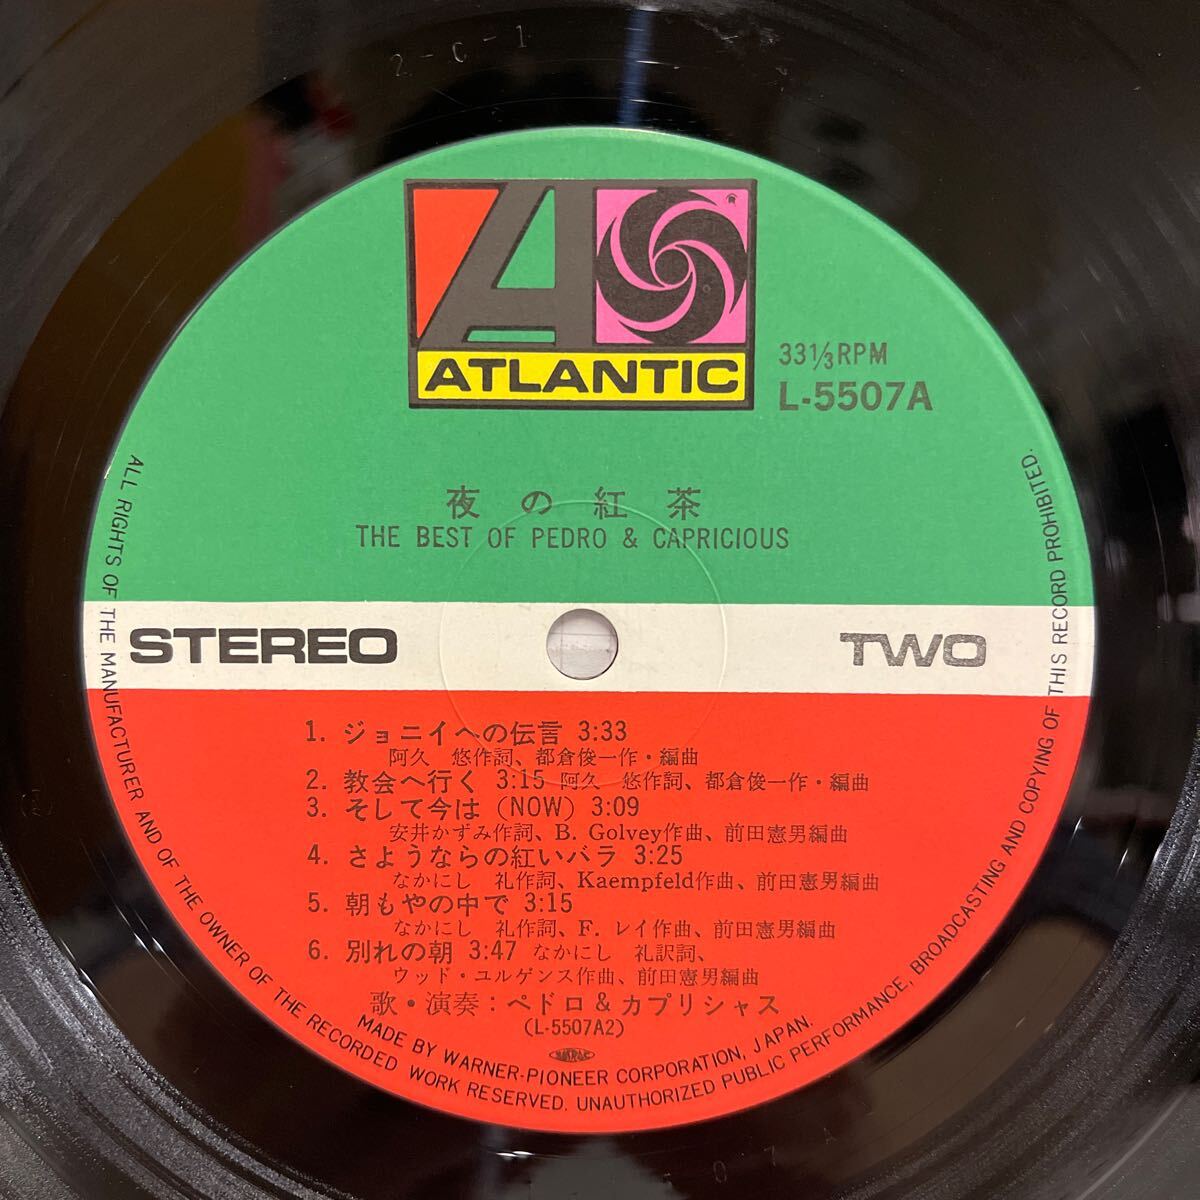 2-C-1
ATLANTIC
33⅓RPM
L-5507A
夜の紅茶
THE BEST OF PEDRO & CAPRICIOUS
STEREO
TWO
1. ジョニイへの伝言 3:33
阿久 悠作詞、都倉俊一作・編曲
2. 教会へ行く 3:15 阿久 悠作詞、都倉俊一作・編曲
3. そして今は (NOW) 3:09
安井かずみ作詞、B. Golvey作曲、前田憲男編曲
4. さようならの紅いバラ 3:25
なかにし 礼作詞、Kaempfeld作曲、前田憲男編曲
5. 朝もやの中で 3:15
なかにし 礼作詞、F. レイ作曲、前田憲男編曲
6. 別れの朝 3:47 なかにし 礼訳詞、
ウッド・ユルゲンス作曲、前田憲男編曲
歌・演奏：ペドロ＆カプリシャス
(L-5507A2)
MADE BY WARNER-PIONEER CORPORATION, JAPAN.
ALL RIGHTS OF THE MANUFACTURER AND OF THE OWNER OF THE RECORDED WORK RESERVED. UNAUTHORIZED PUBLIC PERFORMANCE, BROADCASTING AND COPYING OF THIS RECORD PROHIBITED.